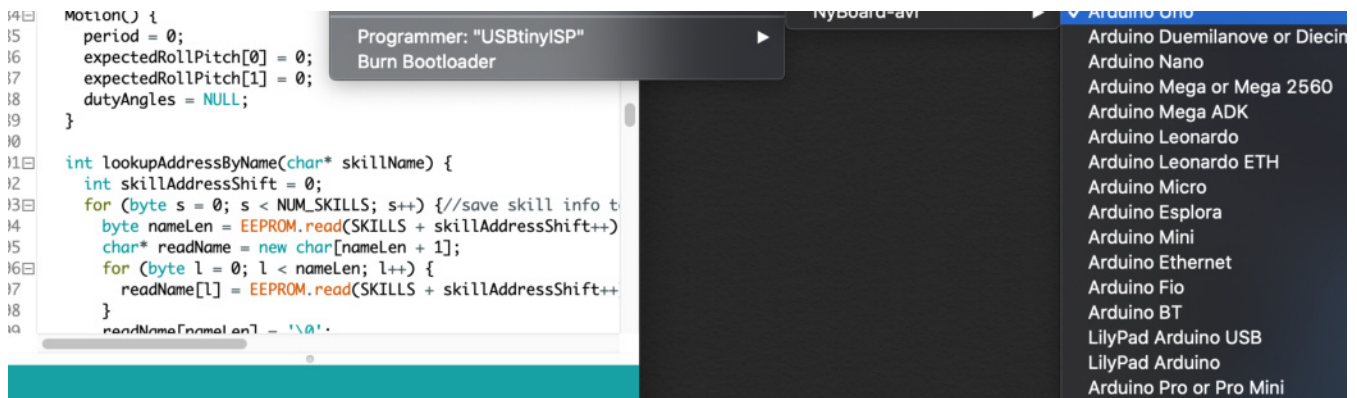 Motion() {
period = 0;
expectedRollPitch[0] = 0;
expectedRollPitch[1] = 0;
dutyAngles = NULL;
}
int lookupAddressByName(char* skillName) {
int skillAddressShift = 0;
for (byte s = 0; s < NUM_SKILLS; s++) {//save skill info t
byte nameLen = EEPROM.read(SKILLS + skillAddressShift++)
char* readName = new char[nameLen + 1];
for (byte l = 0; l < nameLen; l++) {
readName[l] = EEPROM.read(SKILLS + skillAddressShift++
}
readName[nameLen] = '\0';
Programmer: "USBtinyISP"
Burn Bootloader
Arduino Uno
Arduino Duemilanove or Diecim
Arduino Nano
Arduino Mega or Mega 2560
Arduino Mega ADK
Arduino Leonardo
Arduino Leonardo ETH
Arduino Micro
Arduino Esplora
Arduino Mini
Arduino Ethernet
Arduino Fio
Arduino BT
LilyPad Arduino USB
LilyPad Arduino
Arduino Pro or Pro Mini